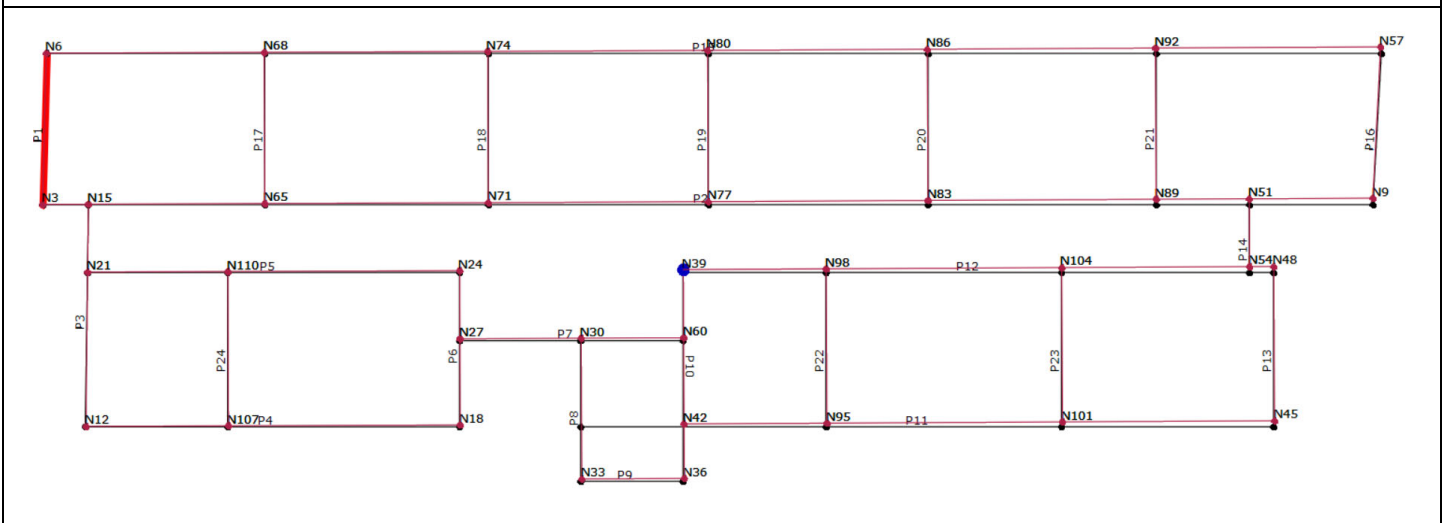 N6 N68 N74 N80 N86 N92 N57
P1 P17 P18 P19 P20 P21 P16
N3 N15 N65 N71 P2 N77 N83 N89 N51 N9
P14
N21 N110 P5 N24 N39 N98 P12 N104 N54 N48
P3 P24 P6 N27 P7 N30 N60 P10 P22 P23 P13
N12 N107 P4 N18 P8 N42 N95 P11 N101 N45
N33 P9 N36